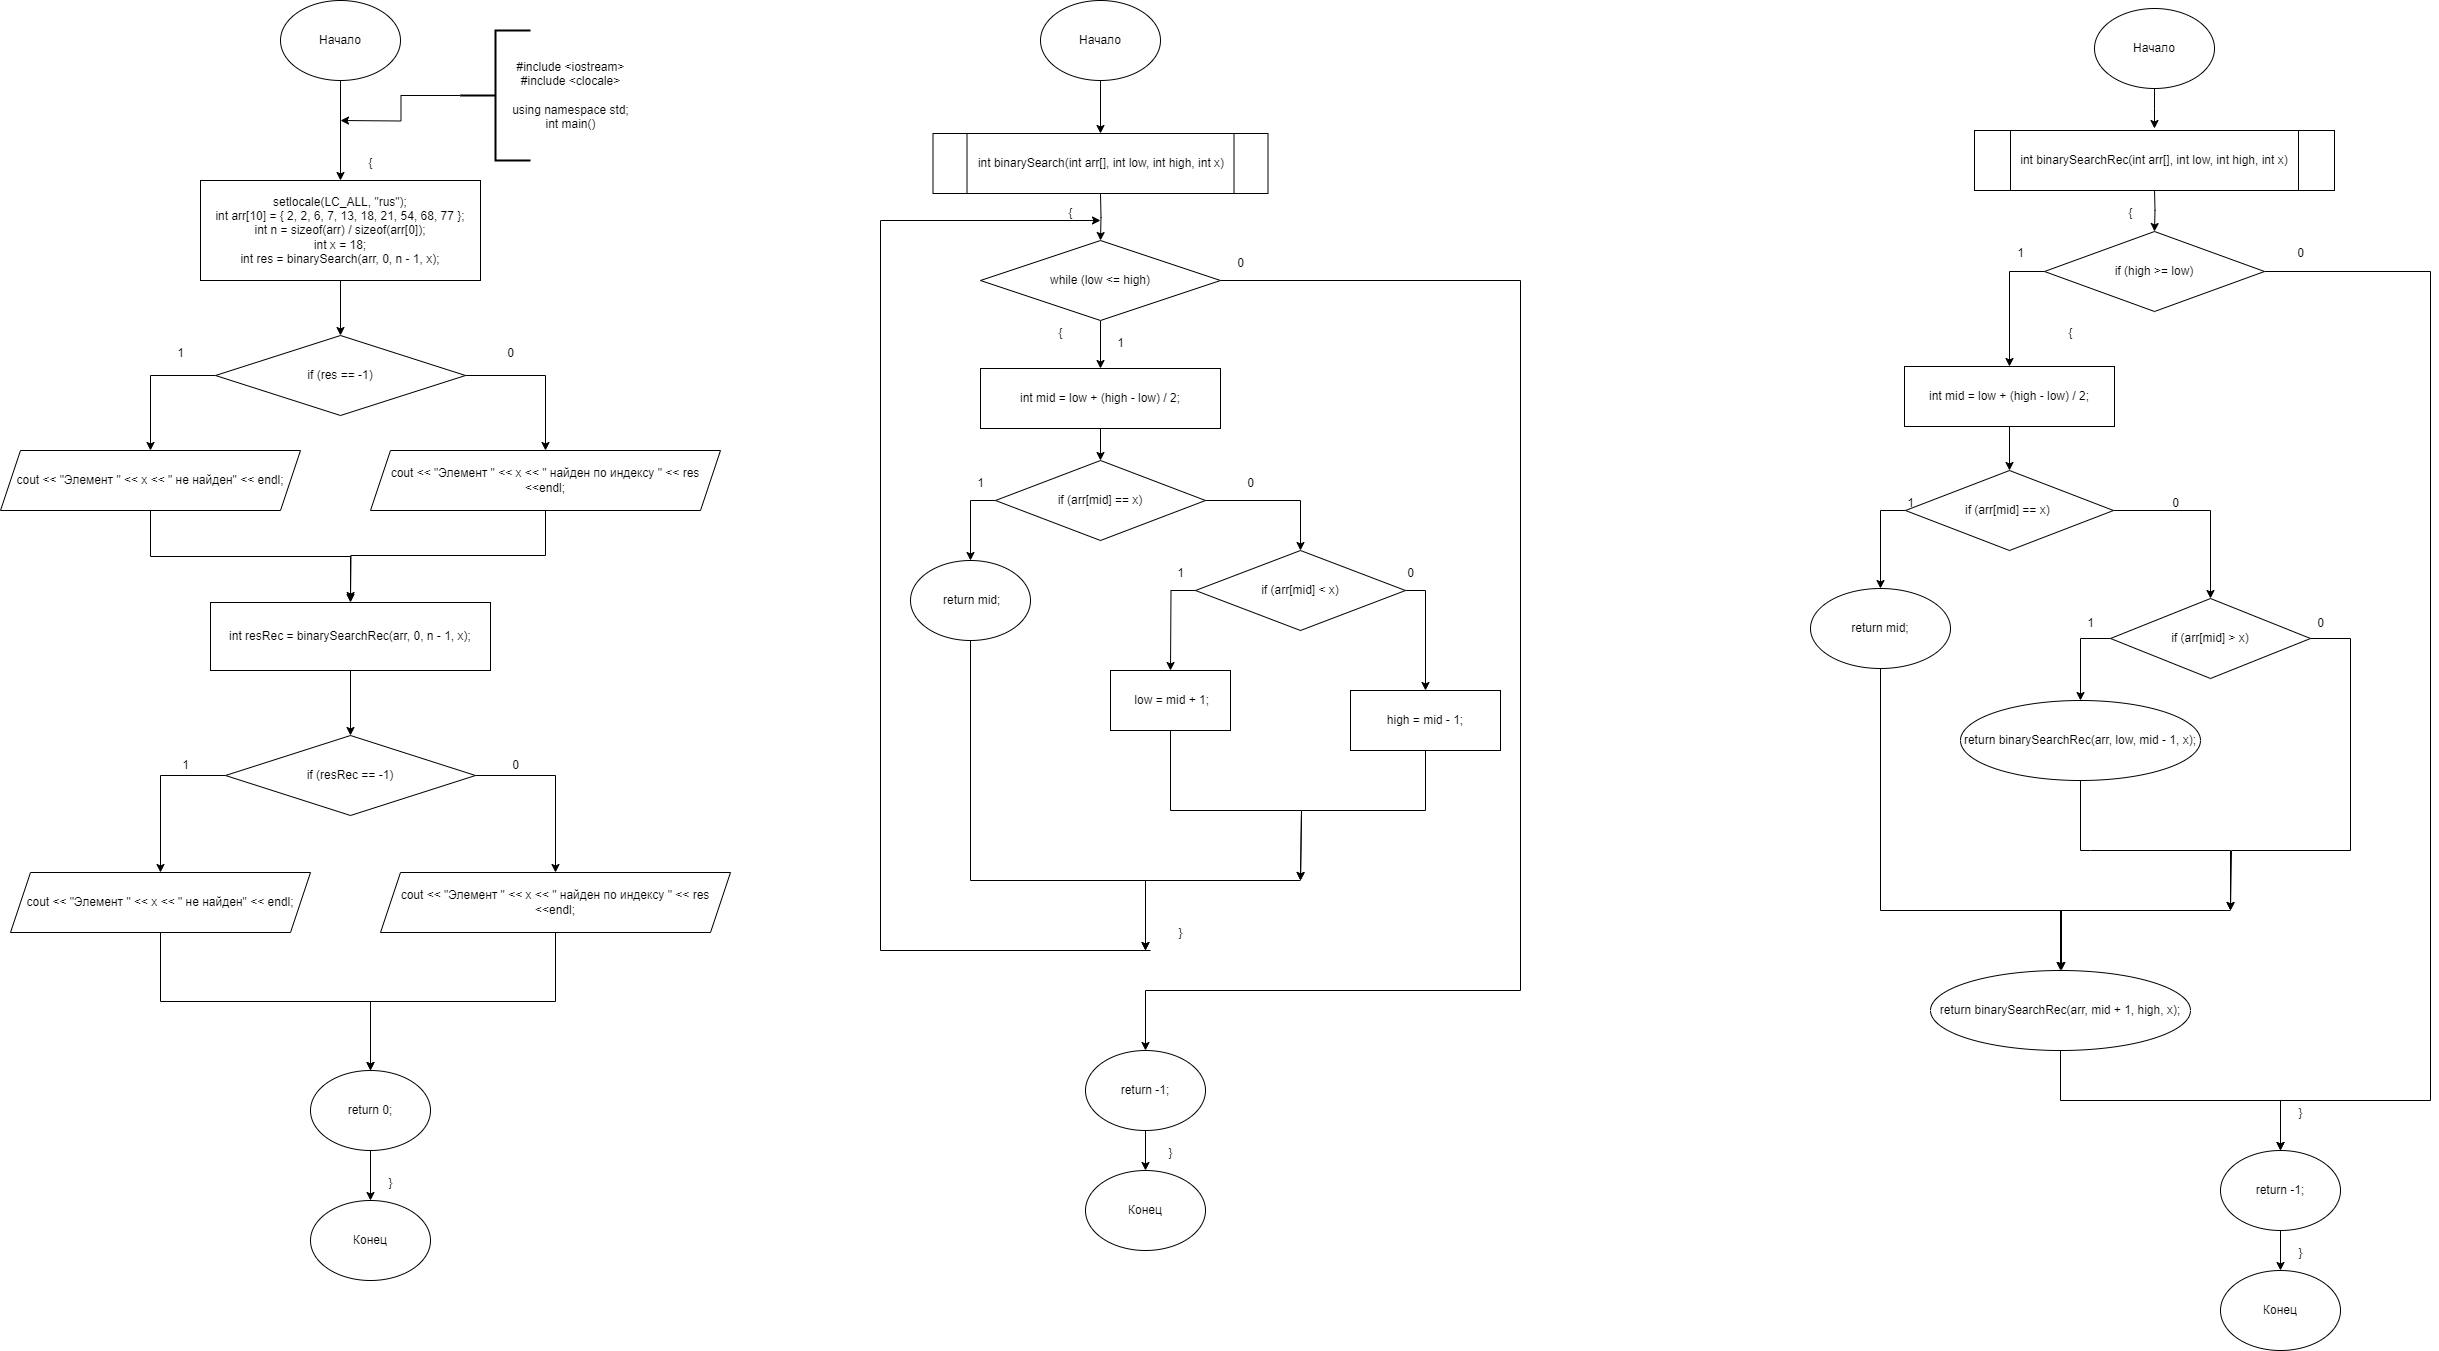 Начало
#include <iostream>
#include <clocale>
using namespace std;
int main()
{
setlocale(LC_ALL, "rus");
int arr[10] = { 2, 2, 6, 7, 13, 18, 21, 54, 68, 77 };
int n = sizeof(arr) / sizeof(arr[0]);
int x = 18;
int res = binarySearch(arr, 0, n - 1, x);
1
0
if (res == -1)
cout << "Элемент " << x << " не найден" << endl;
cout << "Элемент " << x << " найден по индексу " << res
<<endl;
int resRec = binarySearchRec(arr, 0, n - 1, x);
1
0
if (resRec == -1)
cout << "Элемент " << x << " не найден" << endl;
cout << "Элемент " << x << " найден по индексу " << res
<<endl;
return 0;
}
Конец
Начало
int binarySearch(int arr[], int low, int high, int x)
{
0
while (low <= high)
{
1
int mid = low + (high - low) / 2;
1
0
if (arr[mid] == x)
1
0
if (arr[mid] < x)
return mid;
low = mid + 1;
high = mid - 1;
}
return -1;
}
Конец
Начало
int binarySearchRec(int arr[], int low, int high, int x)
{
1
0
if (high >= low)
{
int mid = low + (high - low) / 2;
1
0
if (arr[mid] == x)
return mid;
1
0
if (arr[mid] > x)
return binarySearchRec(arr, low, mid - 1, x);
return binarySearchRec(arr, mid + 1, high, x);
}
return -1;
}
Конец